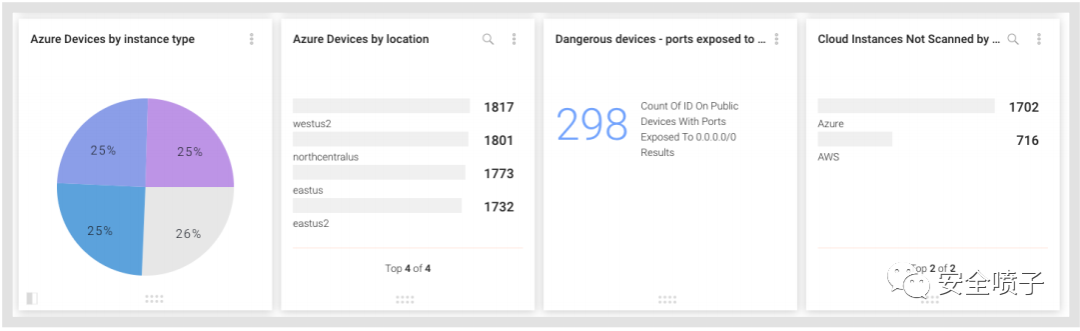 Azure Devices by instance type
25%
25%
25%
26%
Azure Devices by location
1817
westus2
1801
northcentralus
1773
eastus
1732
eastus2
Top 4 of 4
Dangerous devices - ports exposed to ...
298
Count Of ID On Public
Devices With Ports
Exposed To 0.0.0.0/0
Results
Cloud Instances Not Scanned by ...
1702
Azure
716
AWS
Top 2 of 2
安全喷子